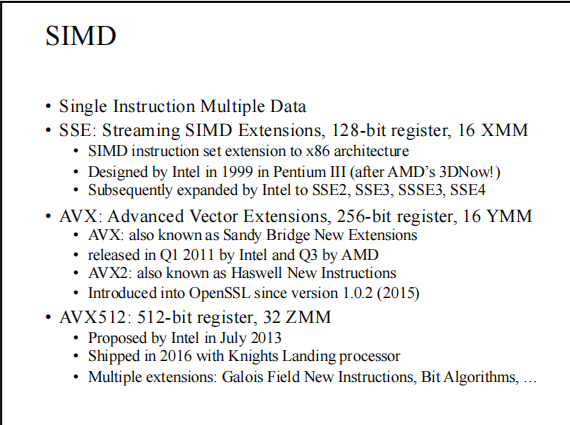 SIMD
• Single Instruction Multiple Data
• SSE: Streaming SIMD Extensions, 128-bit register, 16 XMM
• SIMD instruction set extension to x86 architecture
• Designed by Intel in 1999 in Pentium III (after AMD's 3DNow!)
• Subsequently expanded by Intel to SSE2, SSE3, SSSE3, SSE4
• AVX: Advanced Vector Extensions, 256-bit register, 16 YMM
• AVX: also known as Sandy Bridge New Extensions
• released in Q1 2011 by Intel and Q3 by AMD
• AVX2: also known as Haswell New Instructions
• Introduced into OpenSSL since version 1.0.2 (2015)
• AVX512: 512-bit register, 32 ZMM
• Proposed by Intel in July 2013
• Shipped in 2016 with Knights Landing processor
• Multiple extensions: Galois Field New Instructions, Bit Algorithms, …